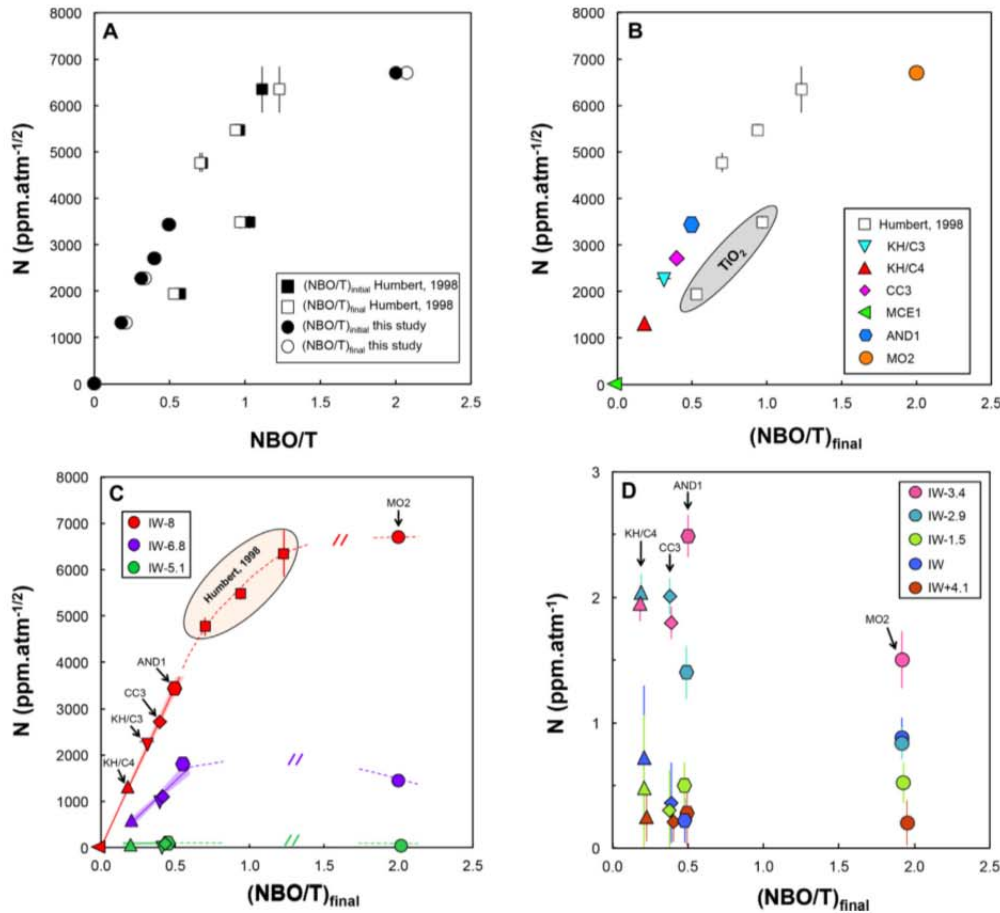 A
N (ppm.atm⁻¹/²)
8000
7000
6000
5000
4000
3000
2000
1000
0
0.0 0.5 1.0 1.5 2.0 2.5
NBO/T
(NBO/T)initial Humbert, 1998
(NBO/T)final Humbert, 1998
(NBO/T)initial this study
(NBO/T)final this study
B
N (ppm.atm⁻¹/²)
8000
7000
6000
5000
4000
3000
2000
1000
0
0.0 0.5 1.0 1.5 2.0 2.5
(NBO/T)final
TiO₂
Humbert, 1998
KH/C3
KH/C4
CC3
MCE1
AND1
MO2
C
N (ppm.atm⁻¹/²)
8000
7000
6000
5000
4000
3000
2000
1000
0
0.0 0.5 1.0 1.5 2.0 2.5
(NBO/T)final
IW-8
IW-6.8
IW-5.1
Humbert, 1998
MO2
AND1
CC3
KH/C3
KH/C4
//
//
//
D
N (ppm.atm⁻¹)
3
2
1
0
0.0 0.5 1.0 1.5 2.0 2.5
(NBO/T)final
AND1
KH/C4
CC3
MO2
IW-3.4
IW-2.9
IW-1.5
IW
IW+4.1